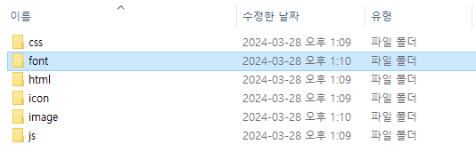 이름 수정한 날짜 유형
css 2024-03-28 오후 1:09 파일 폴더
font 2024-03-28 오후 1:10 파일 폴더
html 2024-03-28 오후 1:09 파일 폴더
icon 2024-03-28 오후 1:09 파일 폴더
image 2024-03-28 오후 1:10 파일 폴더
js 2024-03-28 오후 1:09 파일 폴더